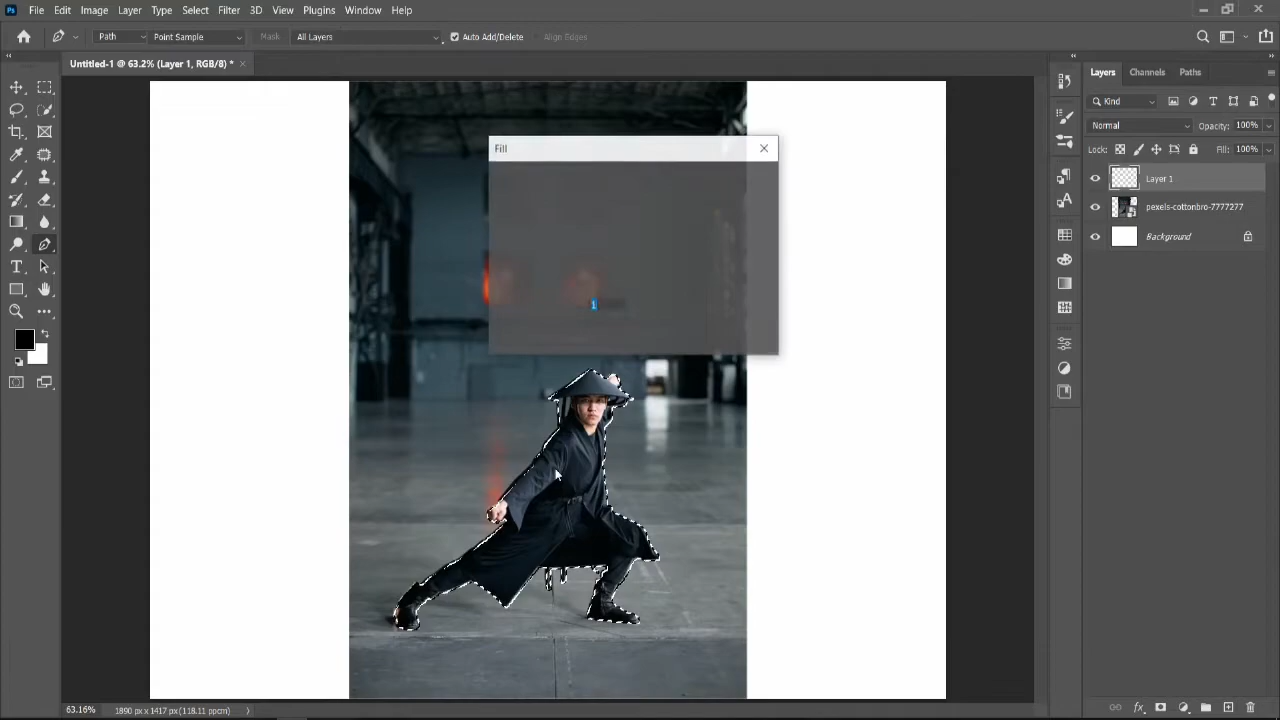 Ps File Edit Image Layer Type Select Filter 3D View Plugins Window Help
Path Point Sample Mask All Layers Auto Add/Delete Align Edges
Untitled-1 @ 63.2% (Layer 1, RGB/8) *
Layers Channels Paths
Kind
Normal Opacity: 100%
Lock: Fill: 100%
Layer 1
pexels-cottonbro-7777277
Background
Fill
1
63.16% 1890 px x 1417 px (118.11 ppcm)